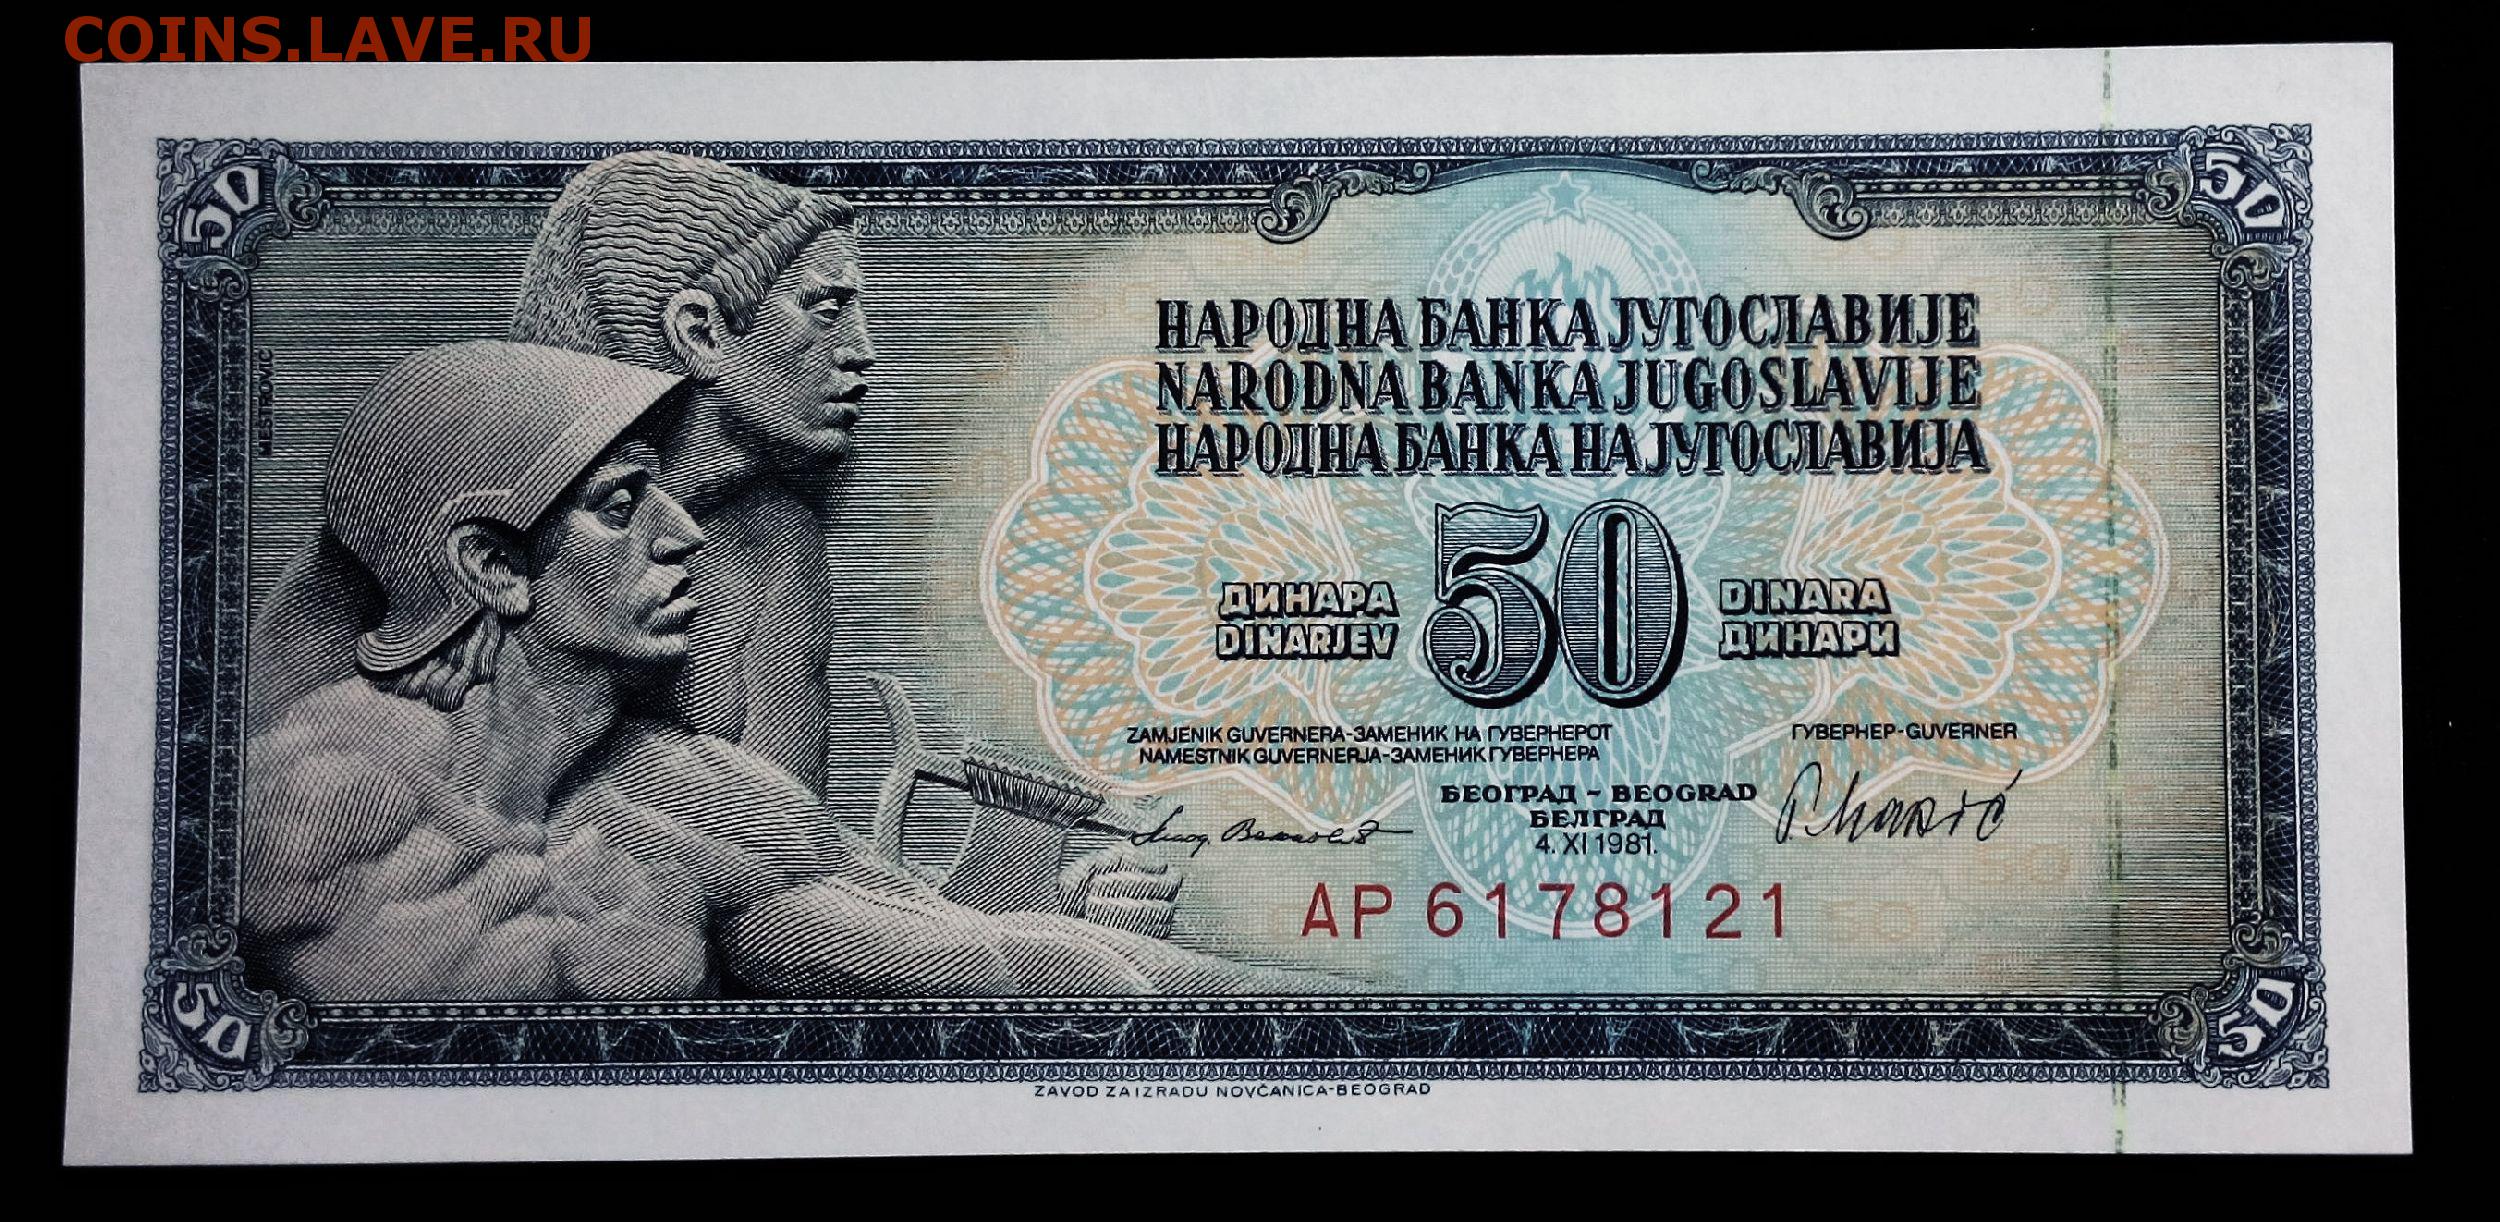 COINS.LAVE.RU
50
50
MEŠTROVIĆ
НАРОДНА БАНКА ЈУГОСЛАВИЈЕ
NARODNA BANKA JUGOSLAVIJE
НАРОДНА БАНКА НА ЈУГОСЛАВИЈА
50
ДИНАРА
DINARJEV
DINARA
ДИНАРИ
ZAMJENIK GUVERNERA-ЗАМЕНИК НА ГУВЕРНЕРОТ
NAMESTNIK GUVERNERJA-ЗАМЕНИК ГУВЕРНЕРА
ГУВЕРНЕР-GUVERNER
БЕОГРАД - BEOGRAD
БЕЛГРАД
4. XI 1981.
AP 6178121
50
50
ZAVOD ZA IZRADU NOVČANICA-BEOGRAD